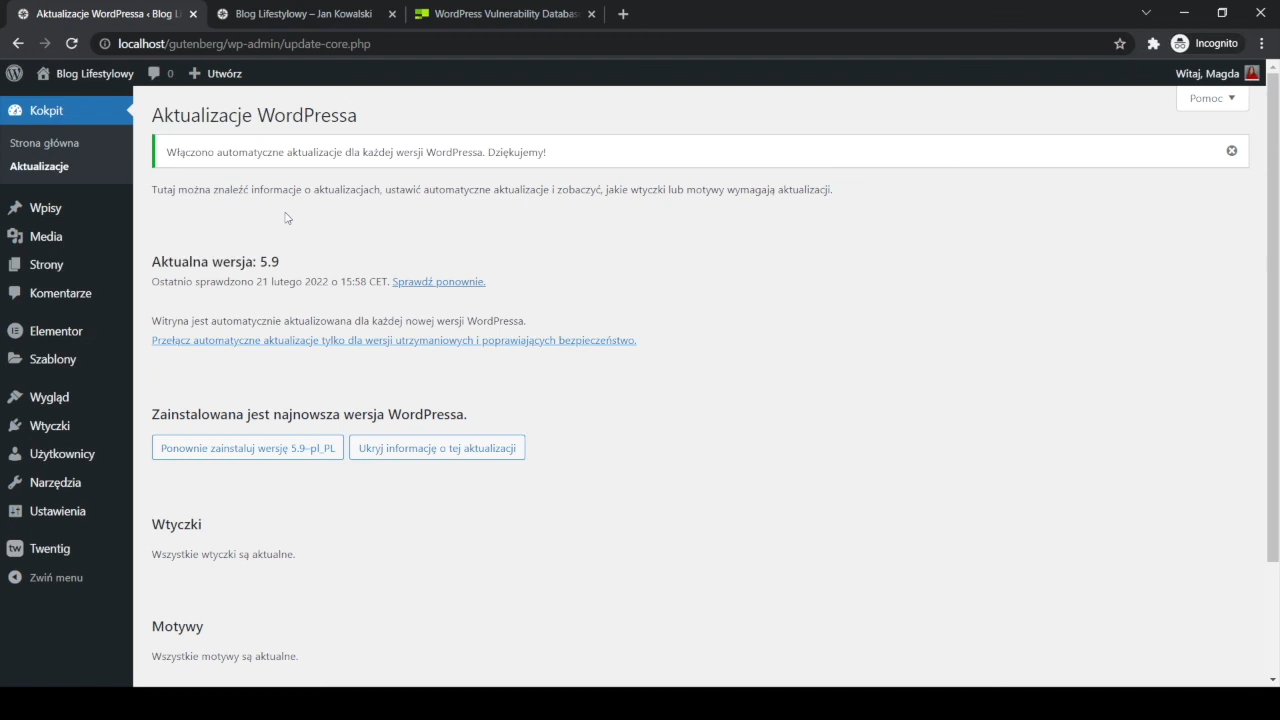 Aktualizacje WordPressa ‹ Blog L
Blog Lifestylowy – Jan Kowalski
WordPress Vulnerability Databas
localhost/gutenberg/wp-admin/update-core.php
Incognito
Blog Lifestylowy
0
Utwórz
Witaj, Magda
Kokpit
Strona główna
Aktualizacje
Wpisy
Media
Strony
Komentarze
Elementor
Szablony
Wygląd
Wtyczki
Użytkownicy
Narzędzia
Ustawienia
tw Twentig
Zwiń menu
Pomoc
Aktualizacje WordPressa
Włączono automatyczne aktualizacje dla każdej wersji WordPressa. Dziękujemy!
Tutaj można znaleźć informacje o aktualizacjach, ustawić automatyczne aktualizacje i zobaczyć, jakie wtyczki lub motywy wymagają aktualizacji.
Aktualna wersja: 5.9
Ostatnio sprawdzono 21 lutego 2022 o 15:58 CET. Sprawdź ponownie.
Witryna jest automatycznie aktualizowana dla każdej nowej wersji WordPressa.
Przełącz automatyczne aktualizacje tylko dla wersji utrzymaniowych i poprawiających bezpieczeństwo.
Zainstalowana jest najnowsza wersja WordPressa.
Ponownie zainstaluj wersję 5.9–pl_PL
Ukryj informację o tej aktualizacji
Wtyczki
Wszystkie wtyczki są aktualne.
Motywy
Wszystkie motywy są aktualne.